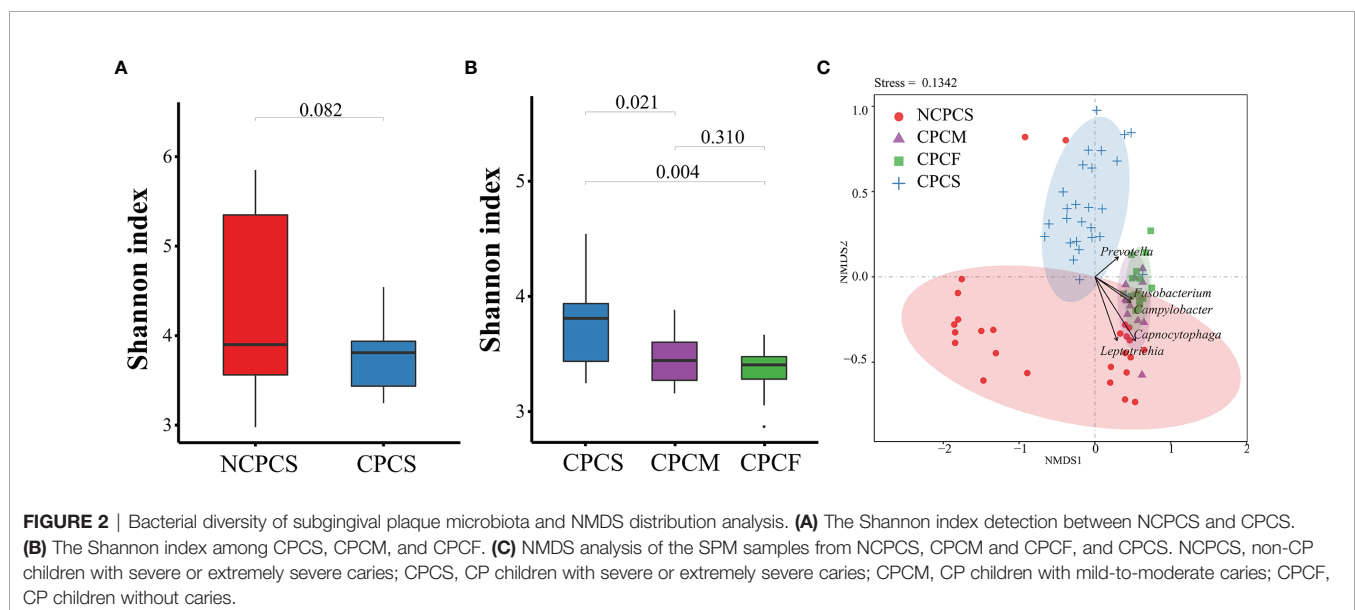 A
Shannon index
6
5
4
3
0.082
NCPCS CPCS
B
Shannon index
5
4
3
0.021
0.310
0.004
CPCS CPCM CPCF
C
Stress = 0.1342
NCPCS
CPCM
CPCF
CPCS
NMDS2
1.0
0.5
0.0
−0.5
Prevotella
Fusobacterium
Campylobacter
Capnocytophaga
Leptotrichia
−2 −1 0 1 2
NMDS1
FIGURE 2 | Bacterial diversity of subgingival plaque microbiota and NMDS distribution analysis. (A) The Shannon index detection between NCPCS and CPCS.
(B) The Shannon index among CPCS, CPCM, and CPCF. (C) NMDS analysis of the SPM samples from NCPCS, CPCM and CPCF, and CPCS. NCPCS, non-CP
children with severe or extremely severe caries; CPCS, CP children with severe or extremely severe caries; CPCM, CP children with mild-to-moderate caries; CPCF,
CP children without caries.